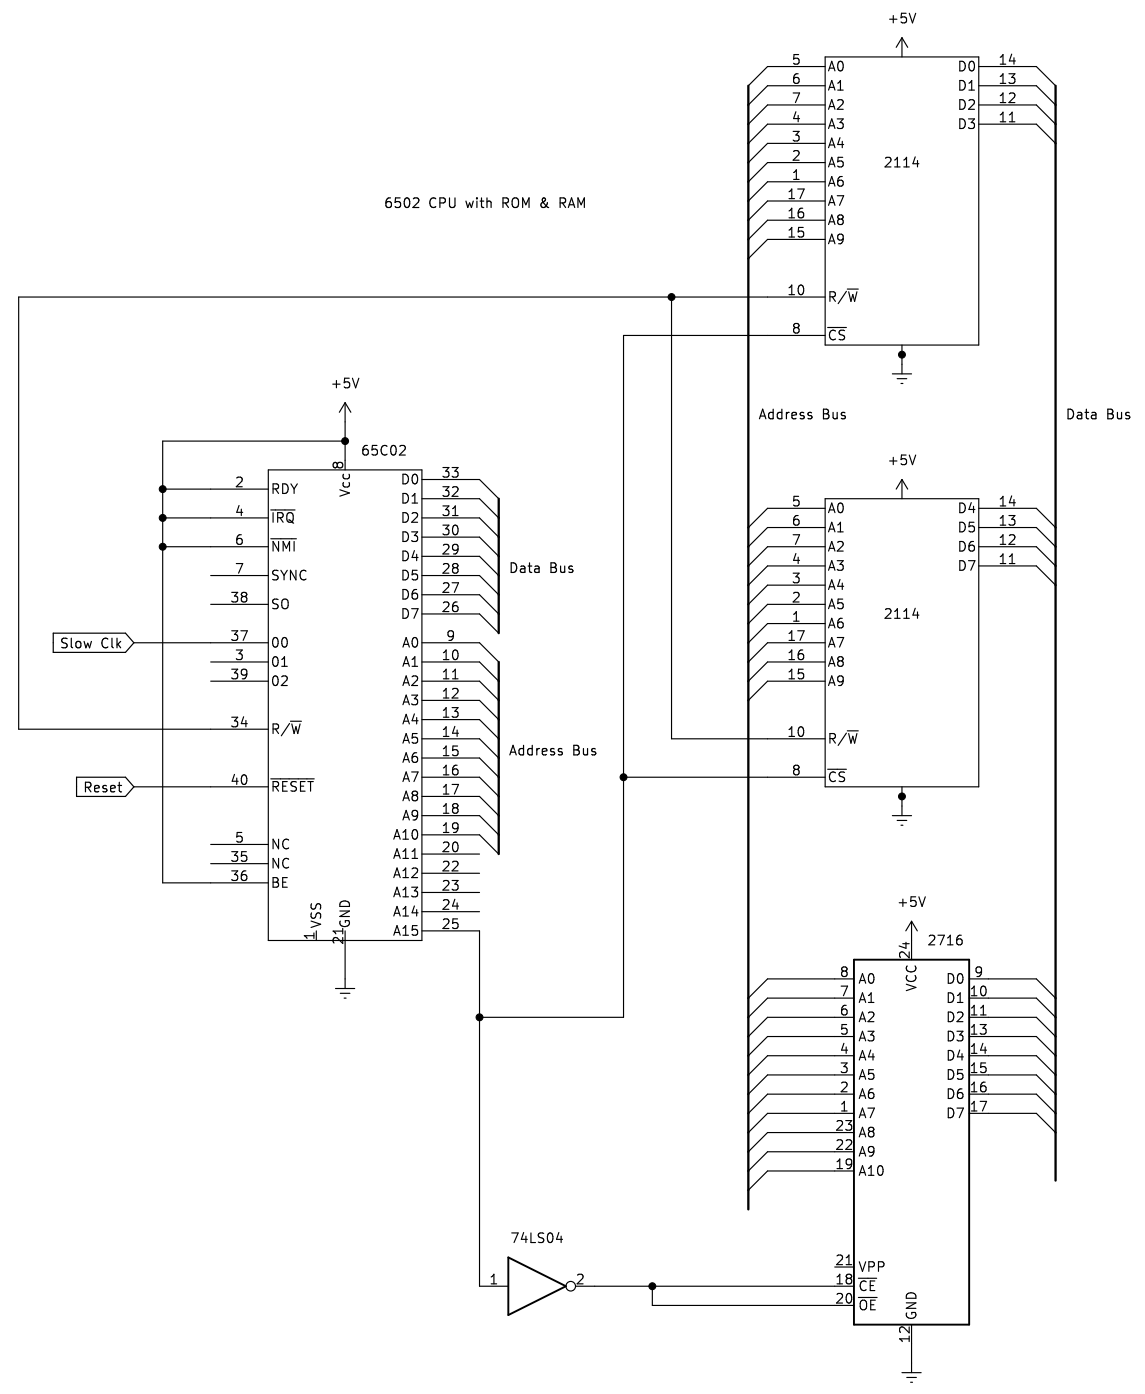 +5V
5 A0 D0 14
6 A1 D1 13
7 A2 D2 12
4 A3 D3 11
3 A4
2 A5
2114
1 A6
17 A7
16 A8
15 A9
10 R/W
8 CS
6502 CPU with ROM & RAM
Address Bus
Data Bus
+5V
65C02
8
Vcc
2 RDY
4 IRQ
6 NMI
7 SYNC
38 SO
Slow Clk
37 00
3 01
39 02
34 R/W
Reset
40 RESET
5 NC
35 NC
36 BE
1 VSS
21 GND
D0 33
D1 32
D2 31
D3 30
D4 29
D5 28
D6 27
D7 26
Data Bus
A0 9
A1 10
A2 11
A3 12
A4 13
A5 14
A6 15
A7 16
A8 17
A9 18
A10 19
A11 20
A12 22
A13 23
A14 24
A15 25
Address Bus
+5V
5 A0 D4 14
6 A1 D5 13
7 A2 D6 12
4 A3 D7 11
3 A4
2 A5
2114
1 A6
17 A7
16 A8
15 A9
10 R/W
8 CS
+5V
24
VCC
2716
8 A0 D0 9
7 A1 D1 10
6 A2 D2 11
5 A3 D3 13
4 A4 D4 14
3 A5 D5 15
2 A6 D6 16
1 A7 D7 17
23 A8
22 A9
19 A10
21 VPP
18 CE
20 OE
GND
12
74LS04
1 2